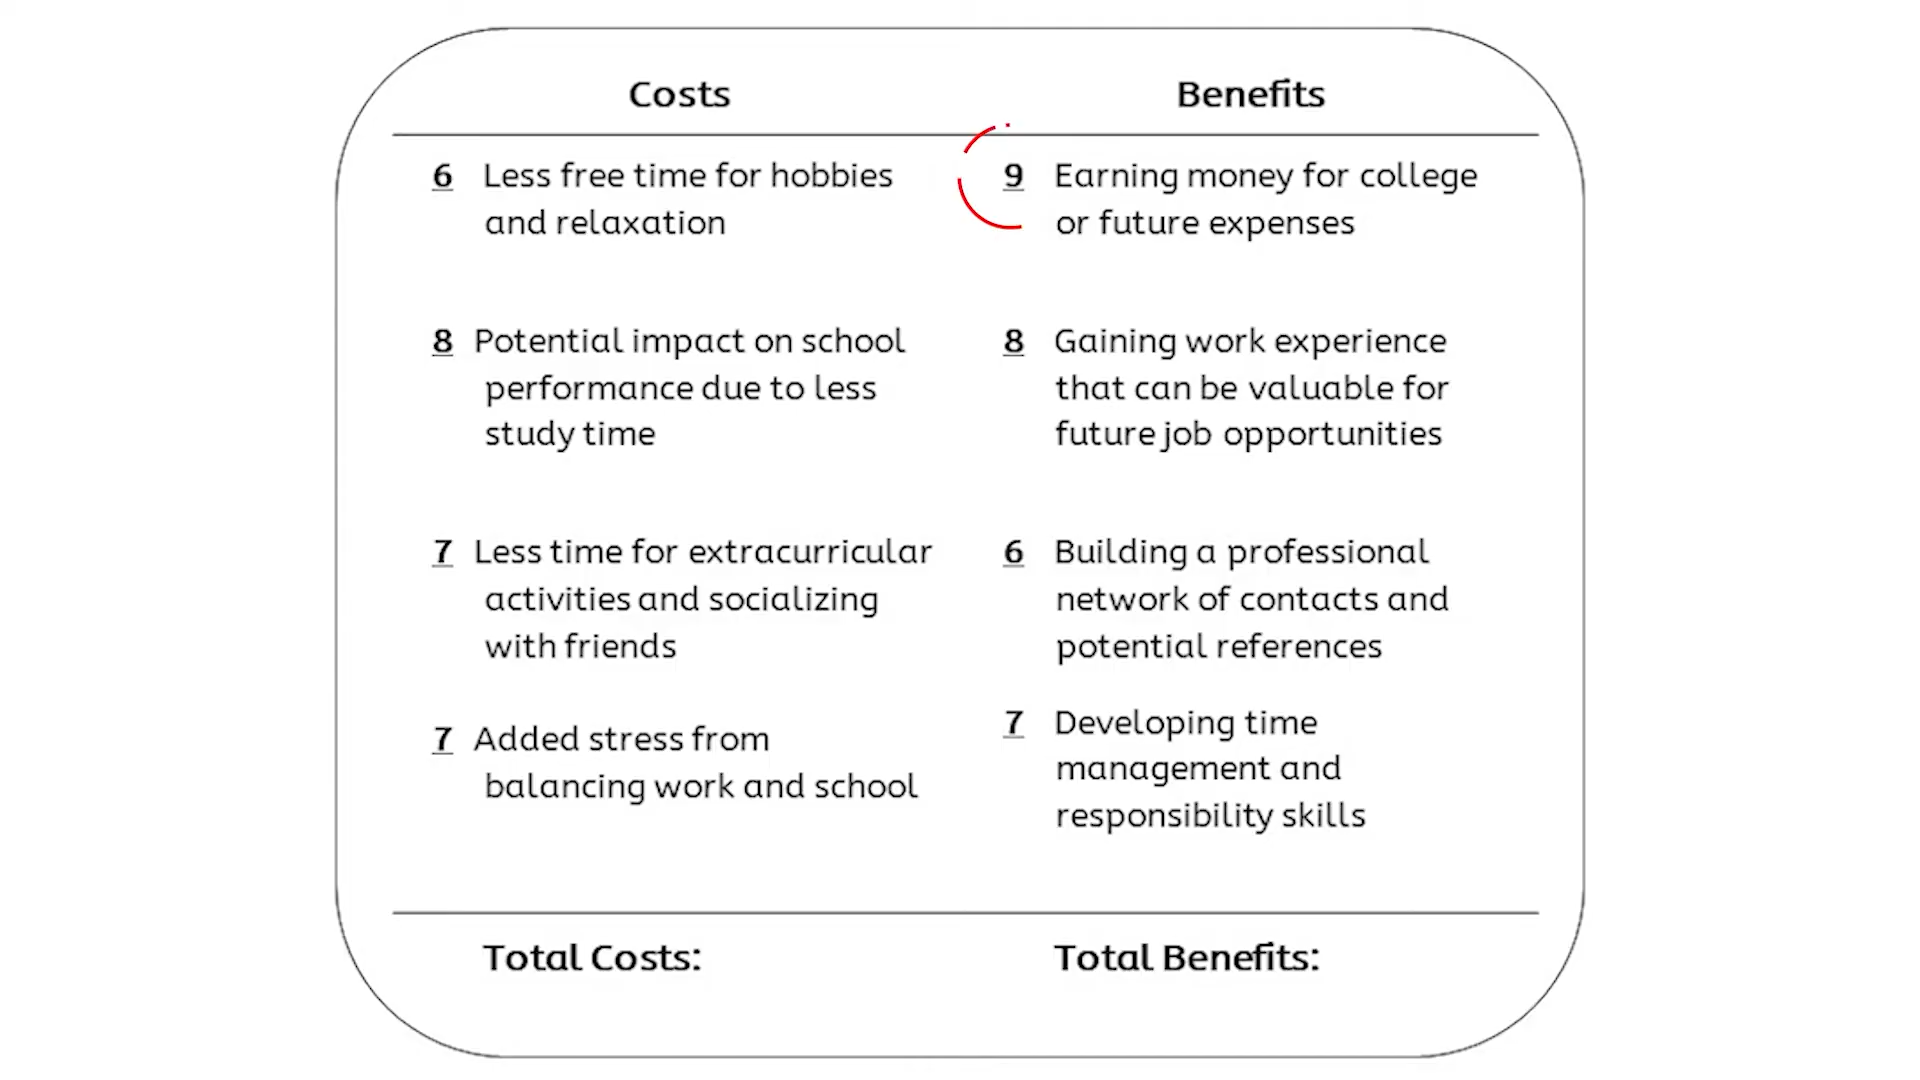 Costs
Benefits
6 Less free time for hobbies
and relaxation
9 Earning money for college
or future expenses
8 Potential impact on school
performance due to less
study time
8 Gaining work experience
that can be valuable for
future job opportunities
7 Less time for extracurricular
activities and socializing
with friends
6 Building a professional
network of contacts and
potential references
7 Added stress from
balancing work and school
7 Developing time
management and
responsibility skills
Total Costs:
Total Benefits: